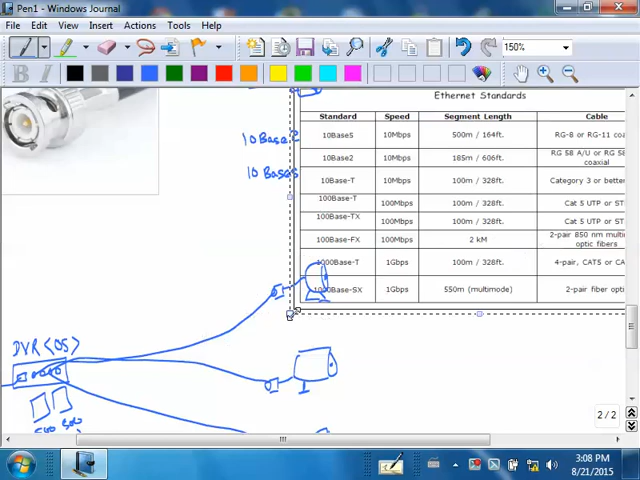 Pen1 - Windows Journal
File Edit View Insert Actions Tools Help
150%
B I
Ethernet Standards
Standard Speed Segment Length Cable
10Base5 10Mbps 500m / 164ft. RG-8 or RG-11 coa
10Base2 10Mbps 185m / 606ft. RG 58 A/U or RG 58
coaxial
10Base-T 10Mbps 100m / 328ft. Category 3 or bette
100Base-T
100Mbps 100m / 328ft. Cat 5 UTP or ST
100Base-TX
100Mbps 100m / 328ft. Cat 5 UTP or ST
100Base-FX 100Mbps 2 kM 2-pair 850 nm multi
optic fibers
1000Base-T 1Gbps 100m / 328ft. 4-pair, CAT5 or CA
1000Base-SX 1Gbps 550m (multimode) 2-pair fiber optic
10Base2
10Base5
DVR <OS>
500 500
2 / 2
3:08 PM
8/21/2015